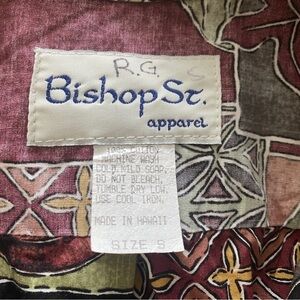 R.G. S
Bishop St.
apparel
100% COTTON
MACHINE WASH
COLD, MILD SOAP,
DO NOT BLEACH,
TUMBLE DRY LOW,
USE COOL IRON.
MADE IN HAWAII
SIZE S